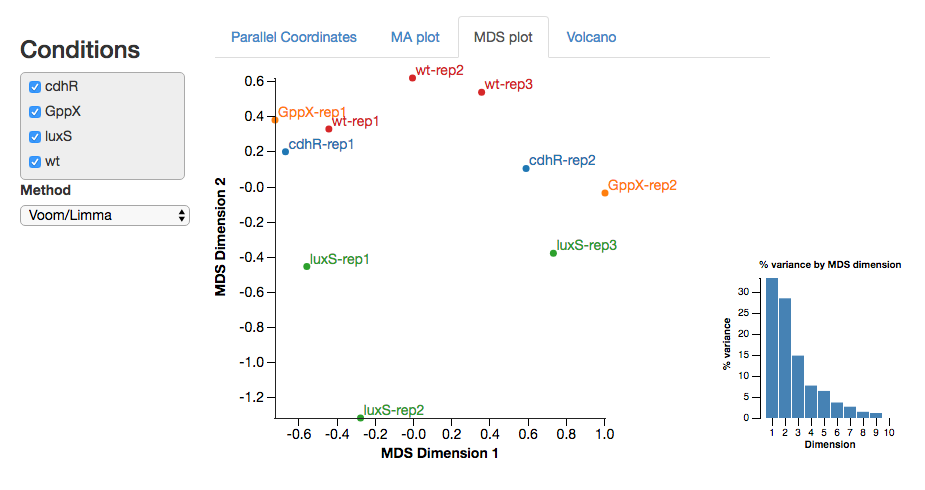 Conditions
cdhR
GppX
luxS
wt
Method
Voom/Limma
Parallel Coordinates MA plot MDS plot Volcano
MDS Dimension 2
0.6
0.4
0.2
-0.0
-0.2
-0.4
-0.6
-0.8
-1.0
-1.2
wt-rep2
wt-rep3
GppX-rep1
wt-rep1
cdhR-rep1
cdhR-rep2
GppX-rep2
luxS-rep3
luxS-rep1
luxS-rep2
-0.6 -0.4 -0.2 -0.0 0.2 0.4 0.6 0.8 1.0
MDS Dimension 1
% variance by MDS dimension
% variance
30
25
20
15
10
5
0
1 2 3 4 5 6 7 8 9 10
Dimension